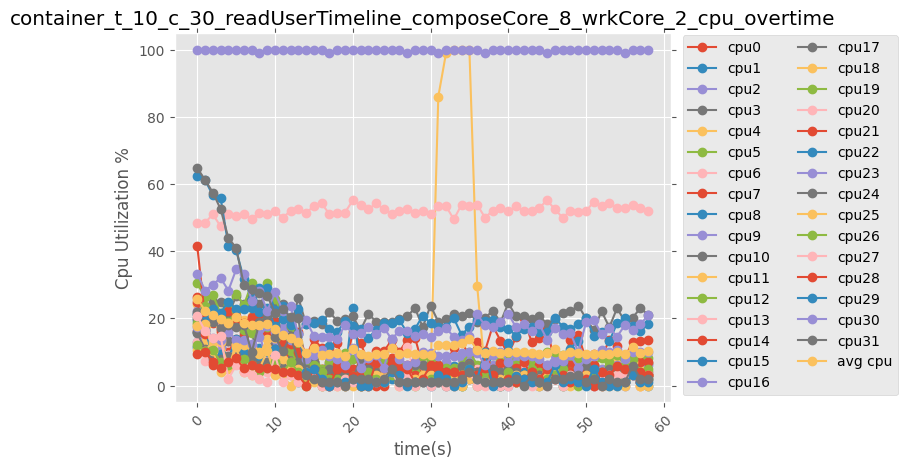 container_t_10_c_30_readUserTimeline_composeCore_8_wrkCore_2_cpu_overtime
100
80
60
40
20
0
Cpu Utilization %
0
10
20
30
40
50
60
time(s)
cpu0
cpu1
cpu2
cpu3
cpu4
cpu5
cpu6
cpu7
cpu8
cpu9
cpu10
cpu11
cpu12
cpu13
cpu14
cpu15
cpu16
cpu17
cpu18
cpu19
cpu20
cpu21
cpu22
cpu23
cpu24
cpu25
cpu26
cpu27
cpu28
cpu29
cpu30
cpu31
avg cpu